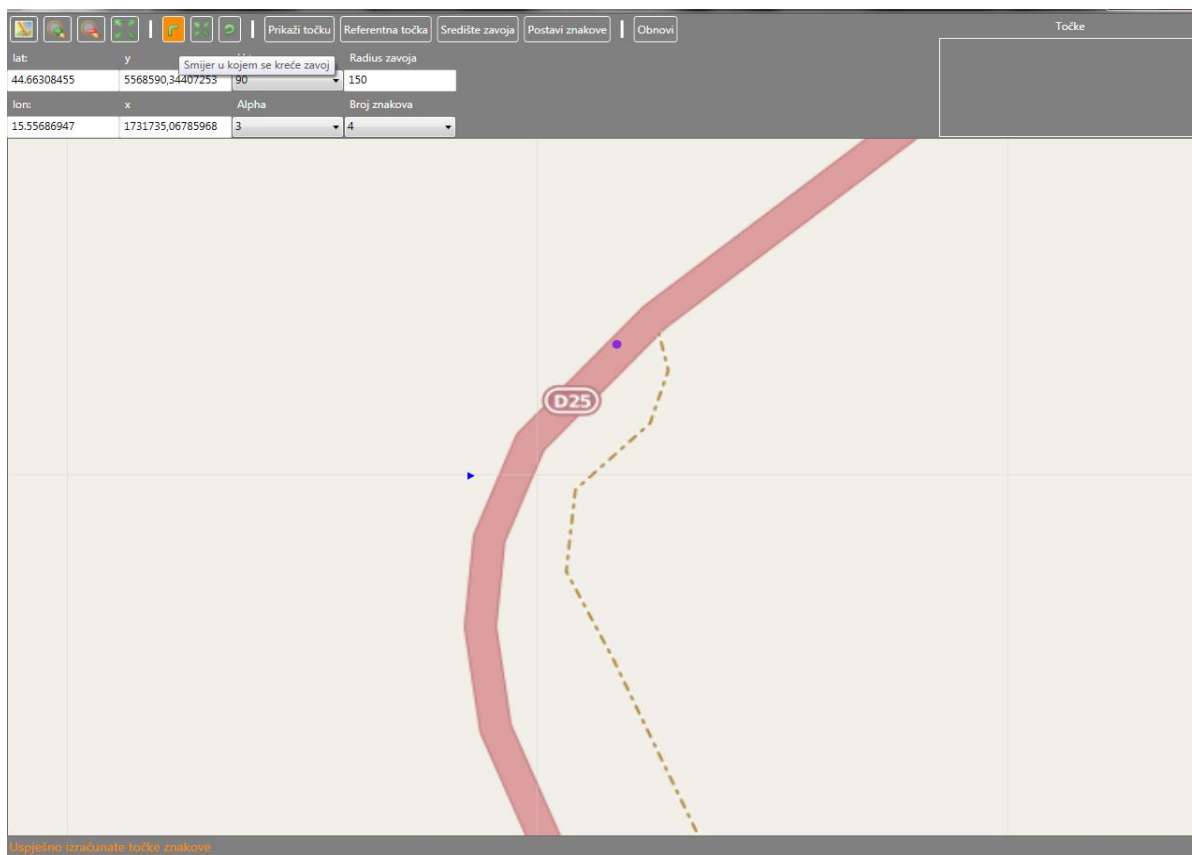 Prikaži točku Referentna točka Središte zavoja Postavi znakove Obnovi
Točke
lat: y Radius zavoja
Smijer u kojem se kreće zavoj
44.66308455 5568590,34407253 90 150
lon: x Alpha Broj znakova
15.55686947 1731735,06785968 3 4
D25
Uspješno izračunate točke znakove